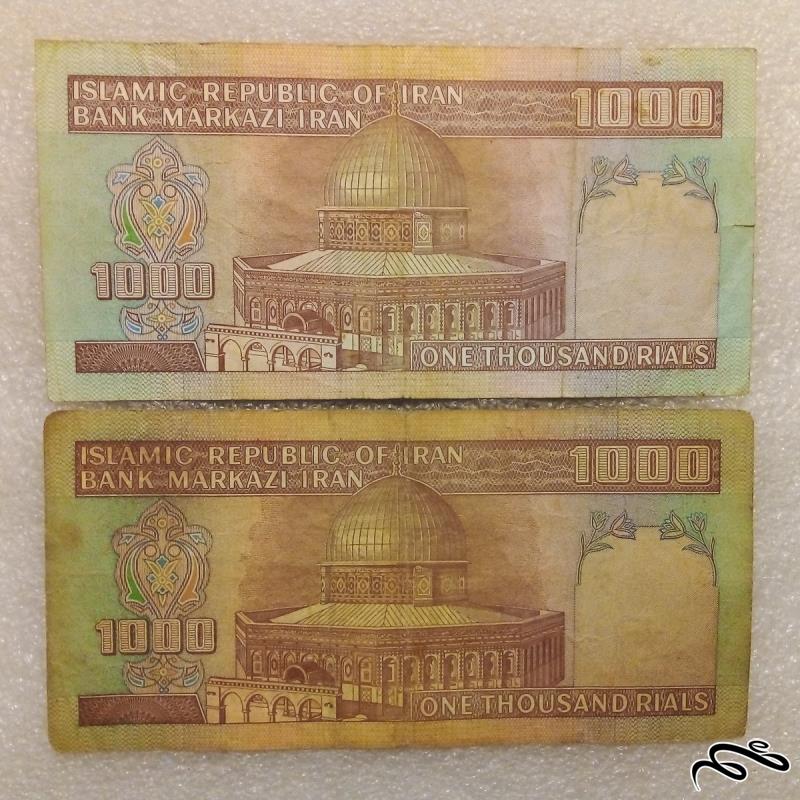 ISLAMIC REPUBLIC OF IRAN
BANK MARKAZI IRAN
1000
1000
ONE THOUSAND RIALS
ISLAMIC REPUBLIC OF IRAN
BANK MARKAZI IRAN
1000
1000
ONE THOUSAND RIALS